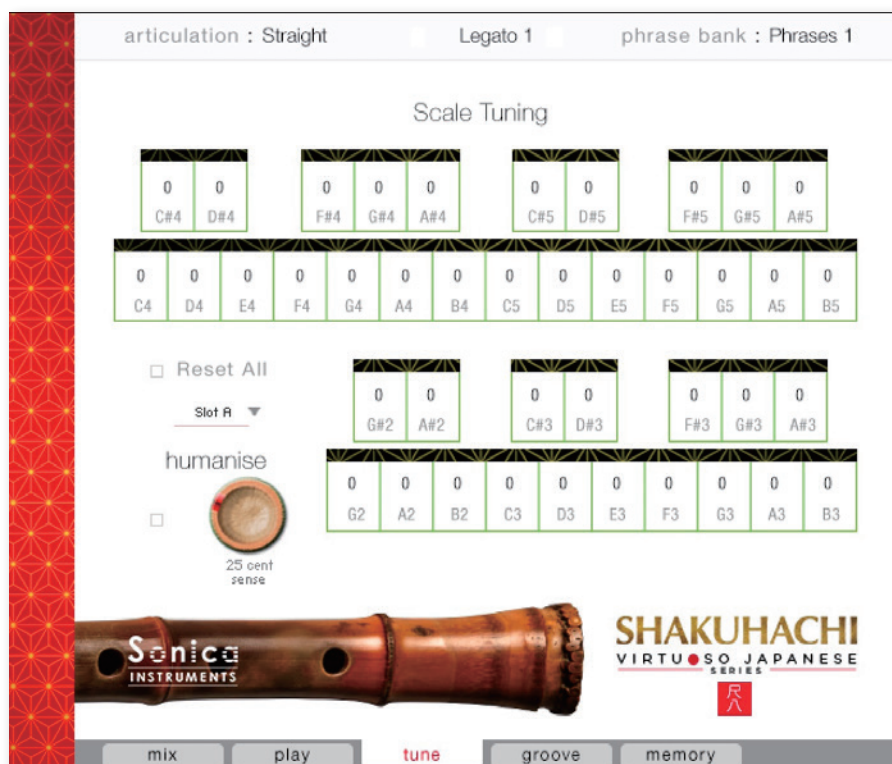 articulation : Straight Legato 1 phrase bank : Phrases 1
Scale Tuning
0 0 0 0 0 0 0 0 0 0
C#4 D#4 F#4 G#4 A#4 C#5 D#5 F#5 G#5 A#5
0 0 0 0 0 0 0 0 0 0 0 0 0 0
C4 D4 E4 F4 G4 A4 B4 C5 D5 E5 F5 G5 A5 B5
Reset All
Slot A
0 0 0 0 0 0 0
G#2 A#2 C#3 D#3 F#3 G#3 A#3
humanise
0 0 0 0 0 0 0 0 0 0
G2 A2 B2 C3 D3 E3 F3 G3 A3 B3
25 cent
sense
Sonica
INSTRUMENTS
SHAKUHACHI
VIRTUOSO JAPANESE
SERIES
尺
八
mix play tune groove memory